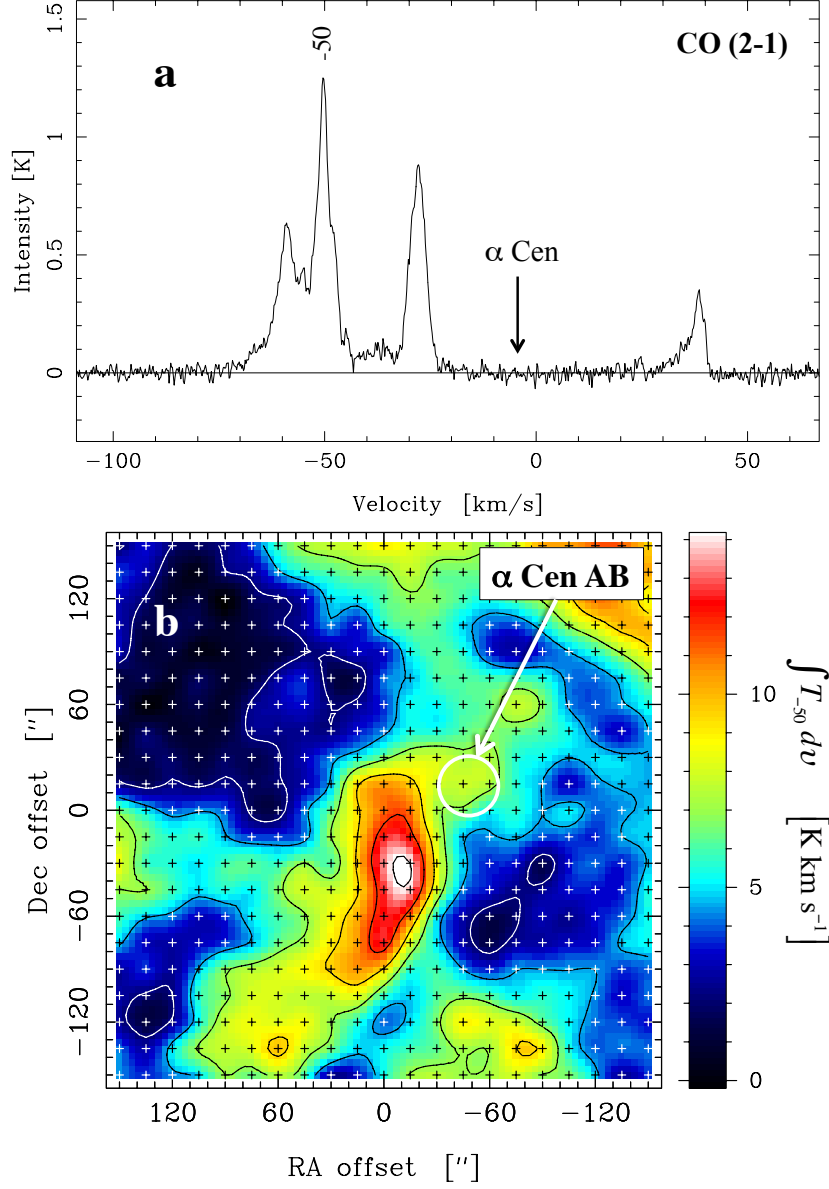 1.5
-50
CO (2-1)
a
1
Intensity [K]
0.5
α Cen
0
−100
−50
0
50
Velocity [km/s]
α Cen AB
b
120
60
0
−60
−120
Dec offset ["]
120
60
0
−60
−120
RA offset ["]
10
5
0
∫ T₋₅₀ dυ [K km s⁻¹]